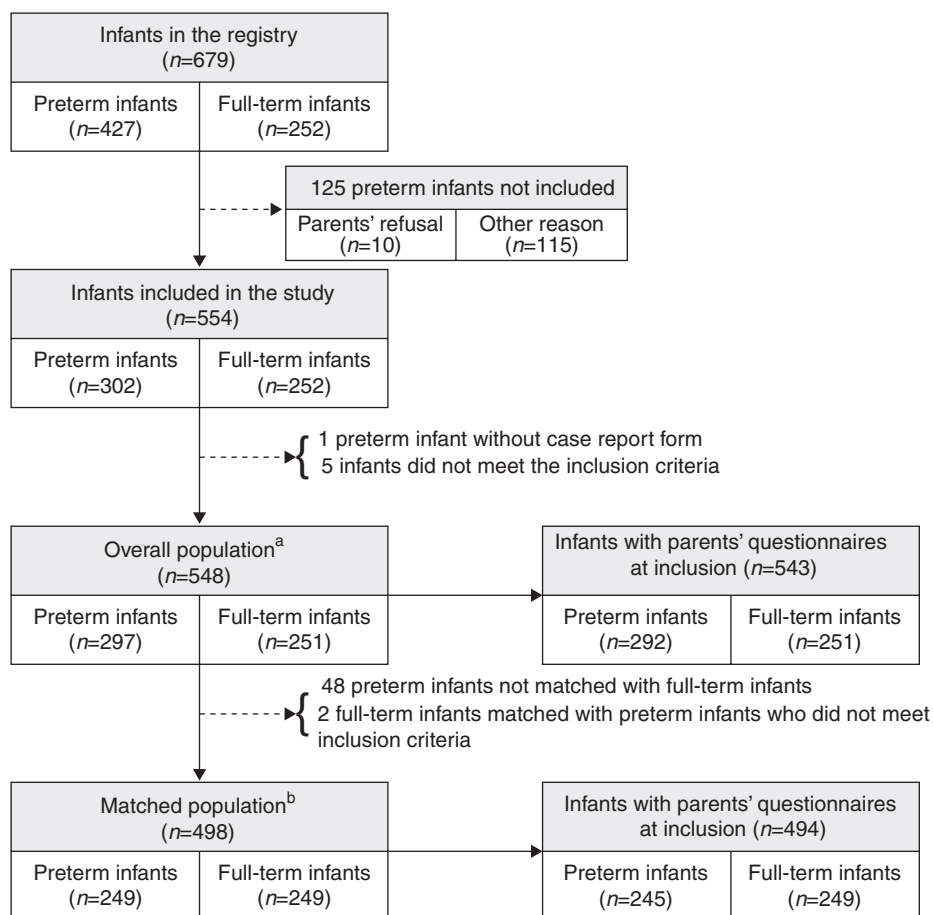 Infants in the registry
(n=679)
Preterm infants
(n=427)
Full-term infants
(n=252)
125 preterm infants not included
Parents' refusal
(n=10)
Other reason
(n=115)
Infants included in the study
(n=554)
Preterm infants
(n=302)
Full-term infants
(n=252)
1 preterm infant without case report form
5 infants did not meet the inclusion criteria
Overall populationᵃ
(n=548)
Preterm infants
(n=297)
Full-term infants
(n=251)
Infants with parents' questionnaires
at inclusion (n=543)
Preterm infants
(n=292)
Full-term infants
(n=251)
48 preterm infants not matched with full-term infants
2 full-term infants matched with preterm infants who did not meet
inclusion criteria
Matched populationᵇ
(n=498)
Preterm infants
(n=249)
Full-term infants
(n=249)
Infants with parents' questionnaires
at inclusion (n=494)
Preterm infants
(n=245)
Full-term infants
(n=249)